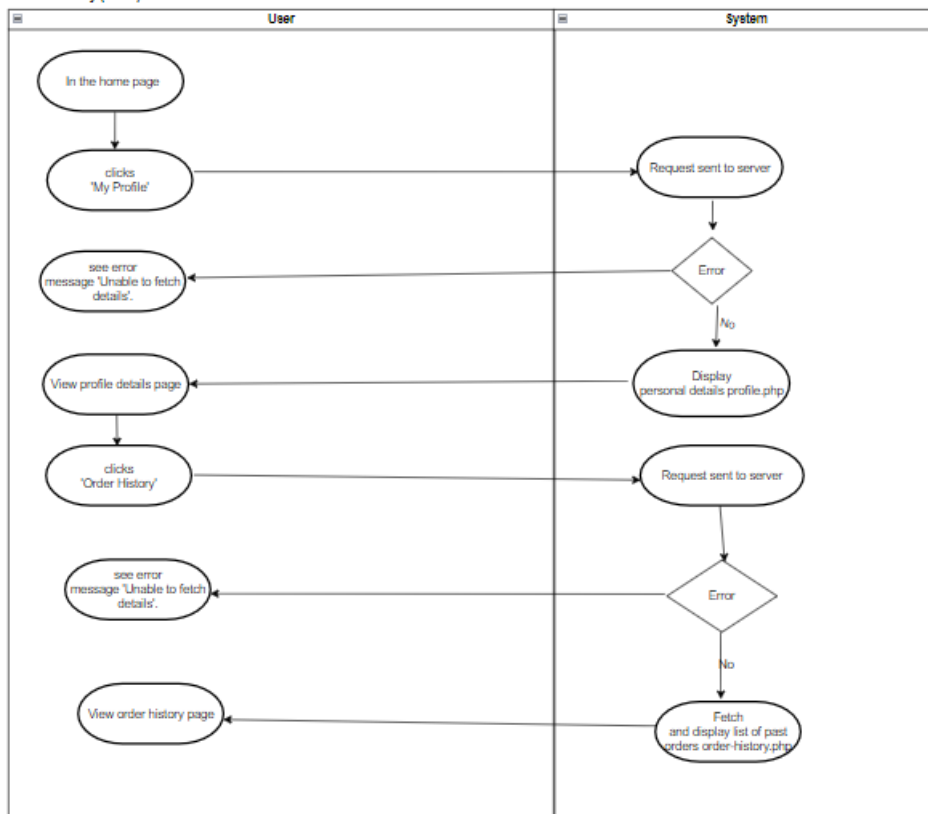 User
System
In the home page
clicks
'My Profile'
Request sent to server
see error
message 'Unable to fetch
details'.
Error
No
View profile details page
Display
personal details profile.php
clicks
'Order History'
Request sent to server
see error
message 'Unable to fetch
details'.
Error
No
View order history page
Fetch
and display list of past
orders order-history.php